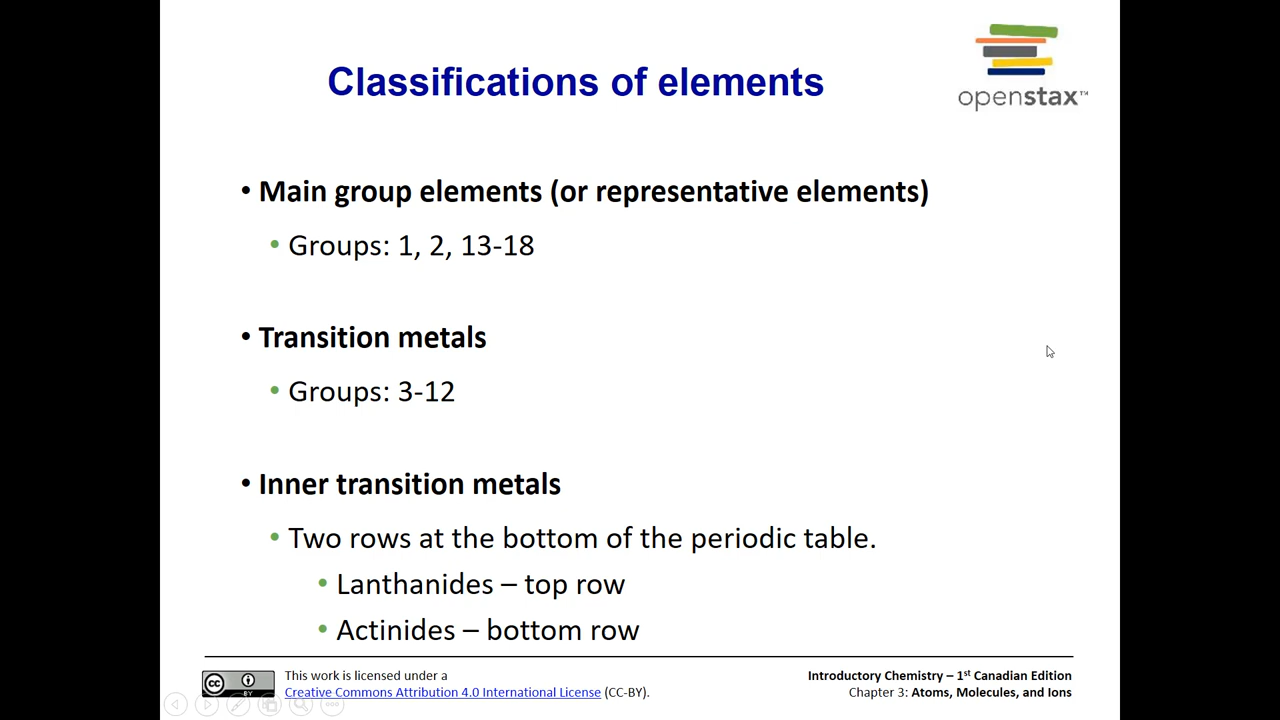 Classifications of elements
openstax™
• Main group elements (or representative elements)
• Groups: 1, 2, 13-18
• Transition metals
• Groups: 3-12
• Inner transition metals
• Two rows at the bottom of the periodic table.
• Lanthanides – top row
• Actinides – bottom row
cc BY
This work is licensed under a
Creative Commons Attribution 4.0 International License (CC-BY).
Introductory Chemistry – 1st Canadian Edition
Chapter 3: Atoms, Molecules, and Ions